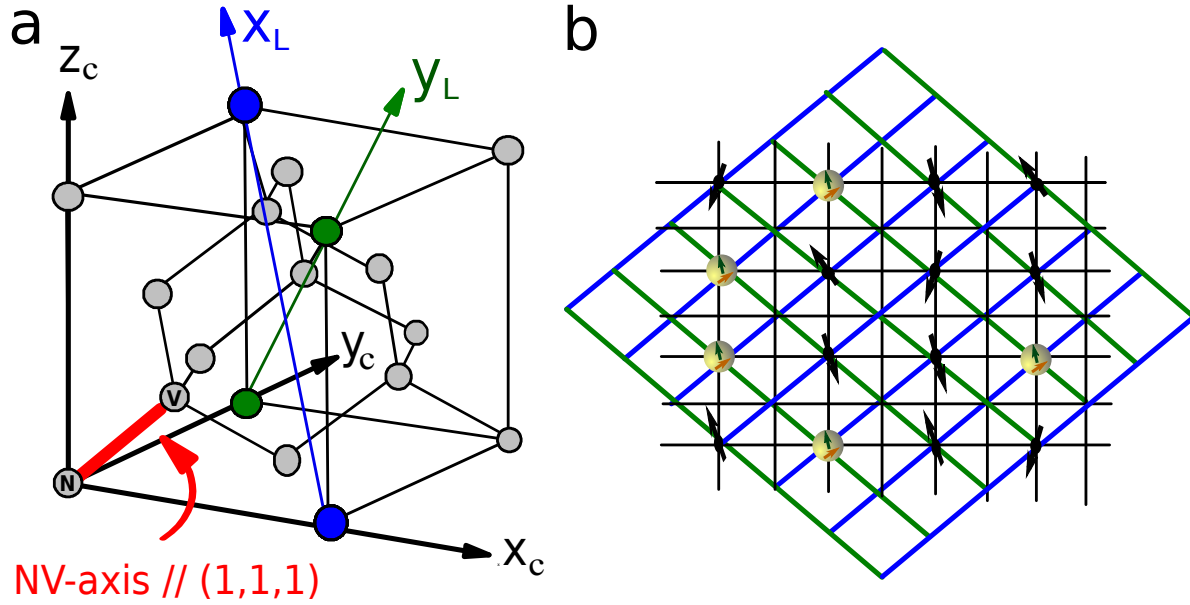 a
b
x_L
y_L
z_c
y_c
V
N
x_c
NV-axis // (1,1,1)